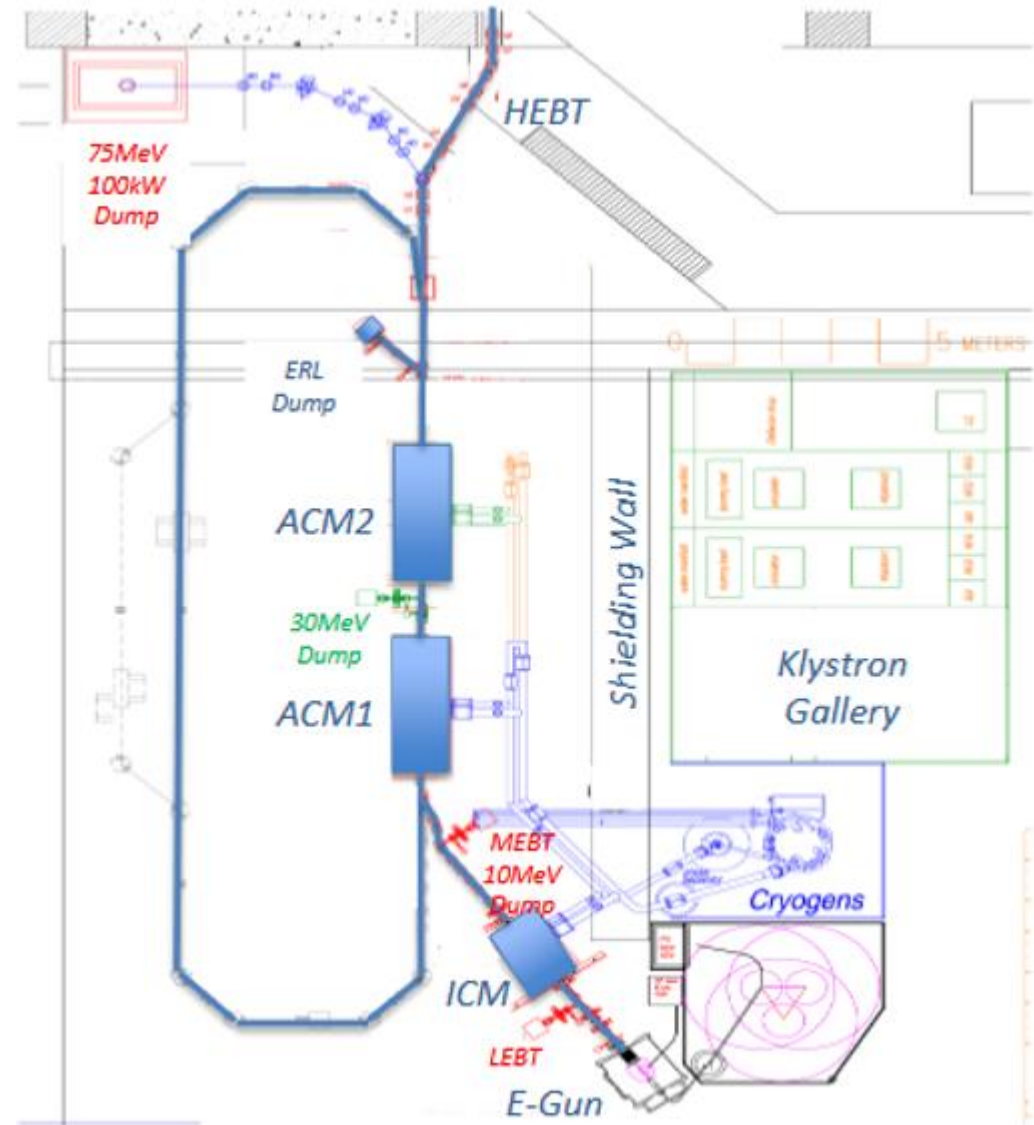 HEBT
75MeV
100kW
Dump
ERL
Dump
0
5 METERS
ACM2
30MeV
Dump
ACM1
Shielding Wall
Klystron
Gallery
MEBT
10MeV
Dump
Cryogens
ICM
LEBT
E-Gun